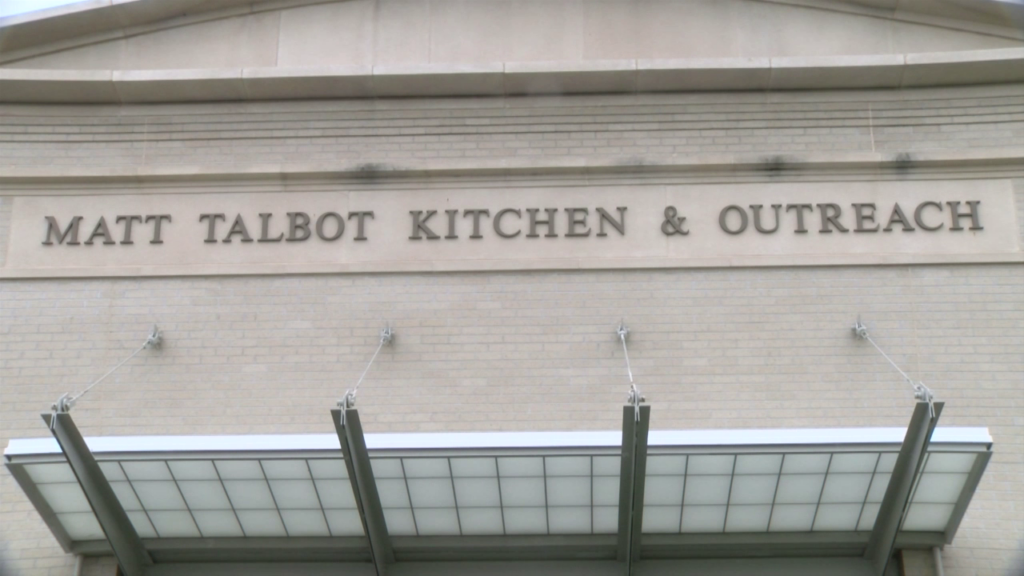 MATT TALBOT KITCHEN & OUTREACH